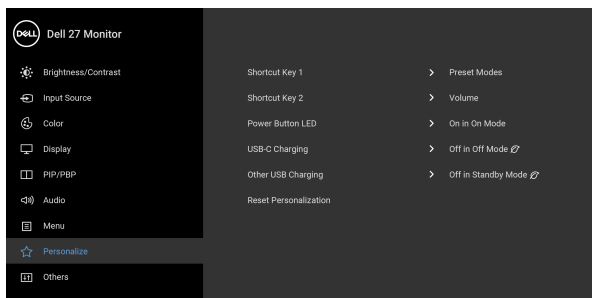 DELL Dell 27 Monitor
Brightness/Contrast Shortcut Key 1 Preset Modes
Input Source Shortcut Key 2 Volume
Color Power Button LED On in On Mode
Display USB-C Charging Off in Off Mode
PIP/PBP Other USB Charging Off in Standby Mode
Audio Reset Personalization
Menu
Personalize
Others